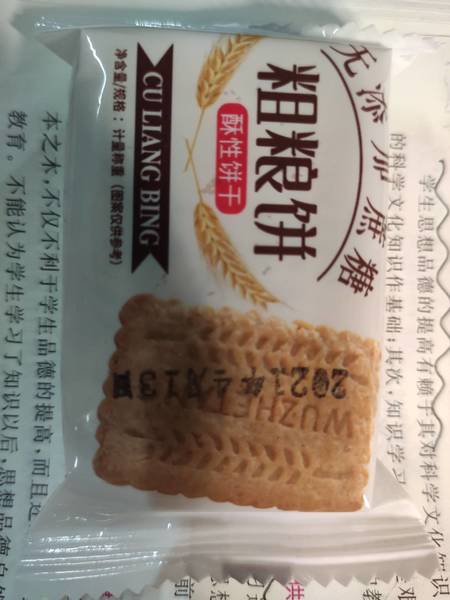 无添加蔗糖
粗粮饼
酥性饼干
CU LIANG BING
净含量/规格：计量称重（图案仅供参考）
2021年4月13日
WUZHE
学生思想品德的提高有赖于其对科学文化知识
的科学文化知识作基础；其次，知识学习
本之木，不仅不利于学生品德的提高，而且还
教育。不能认为学生学习了知识以后，思想品德自然